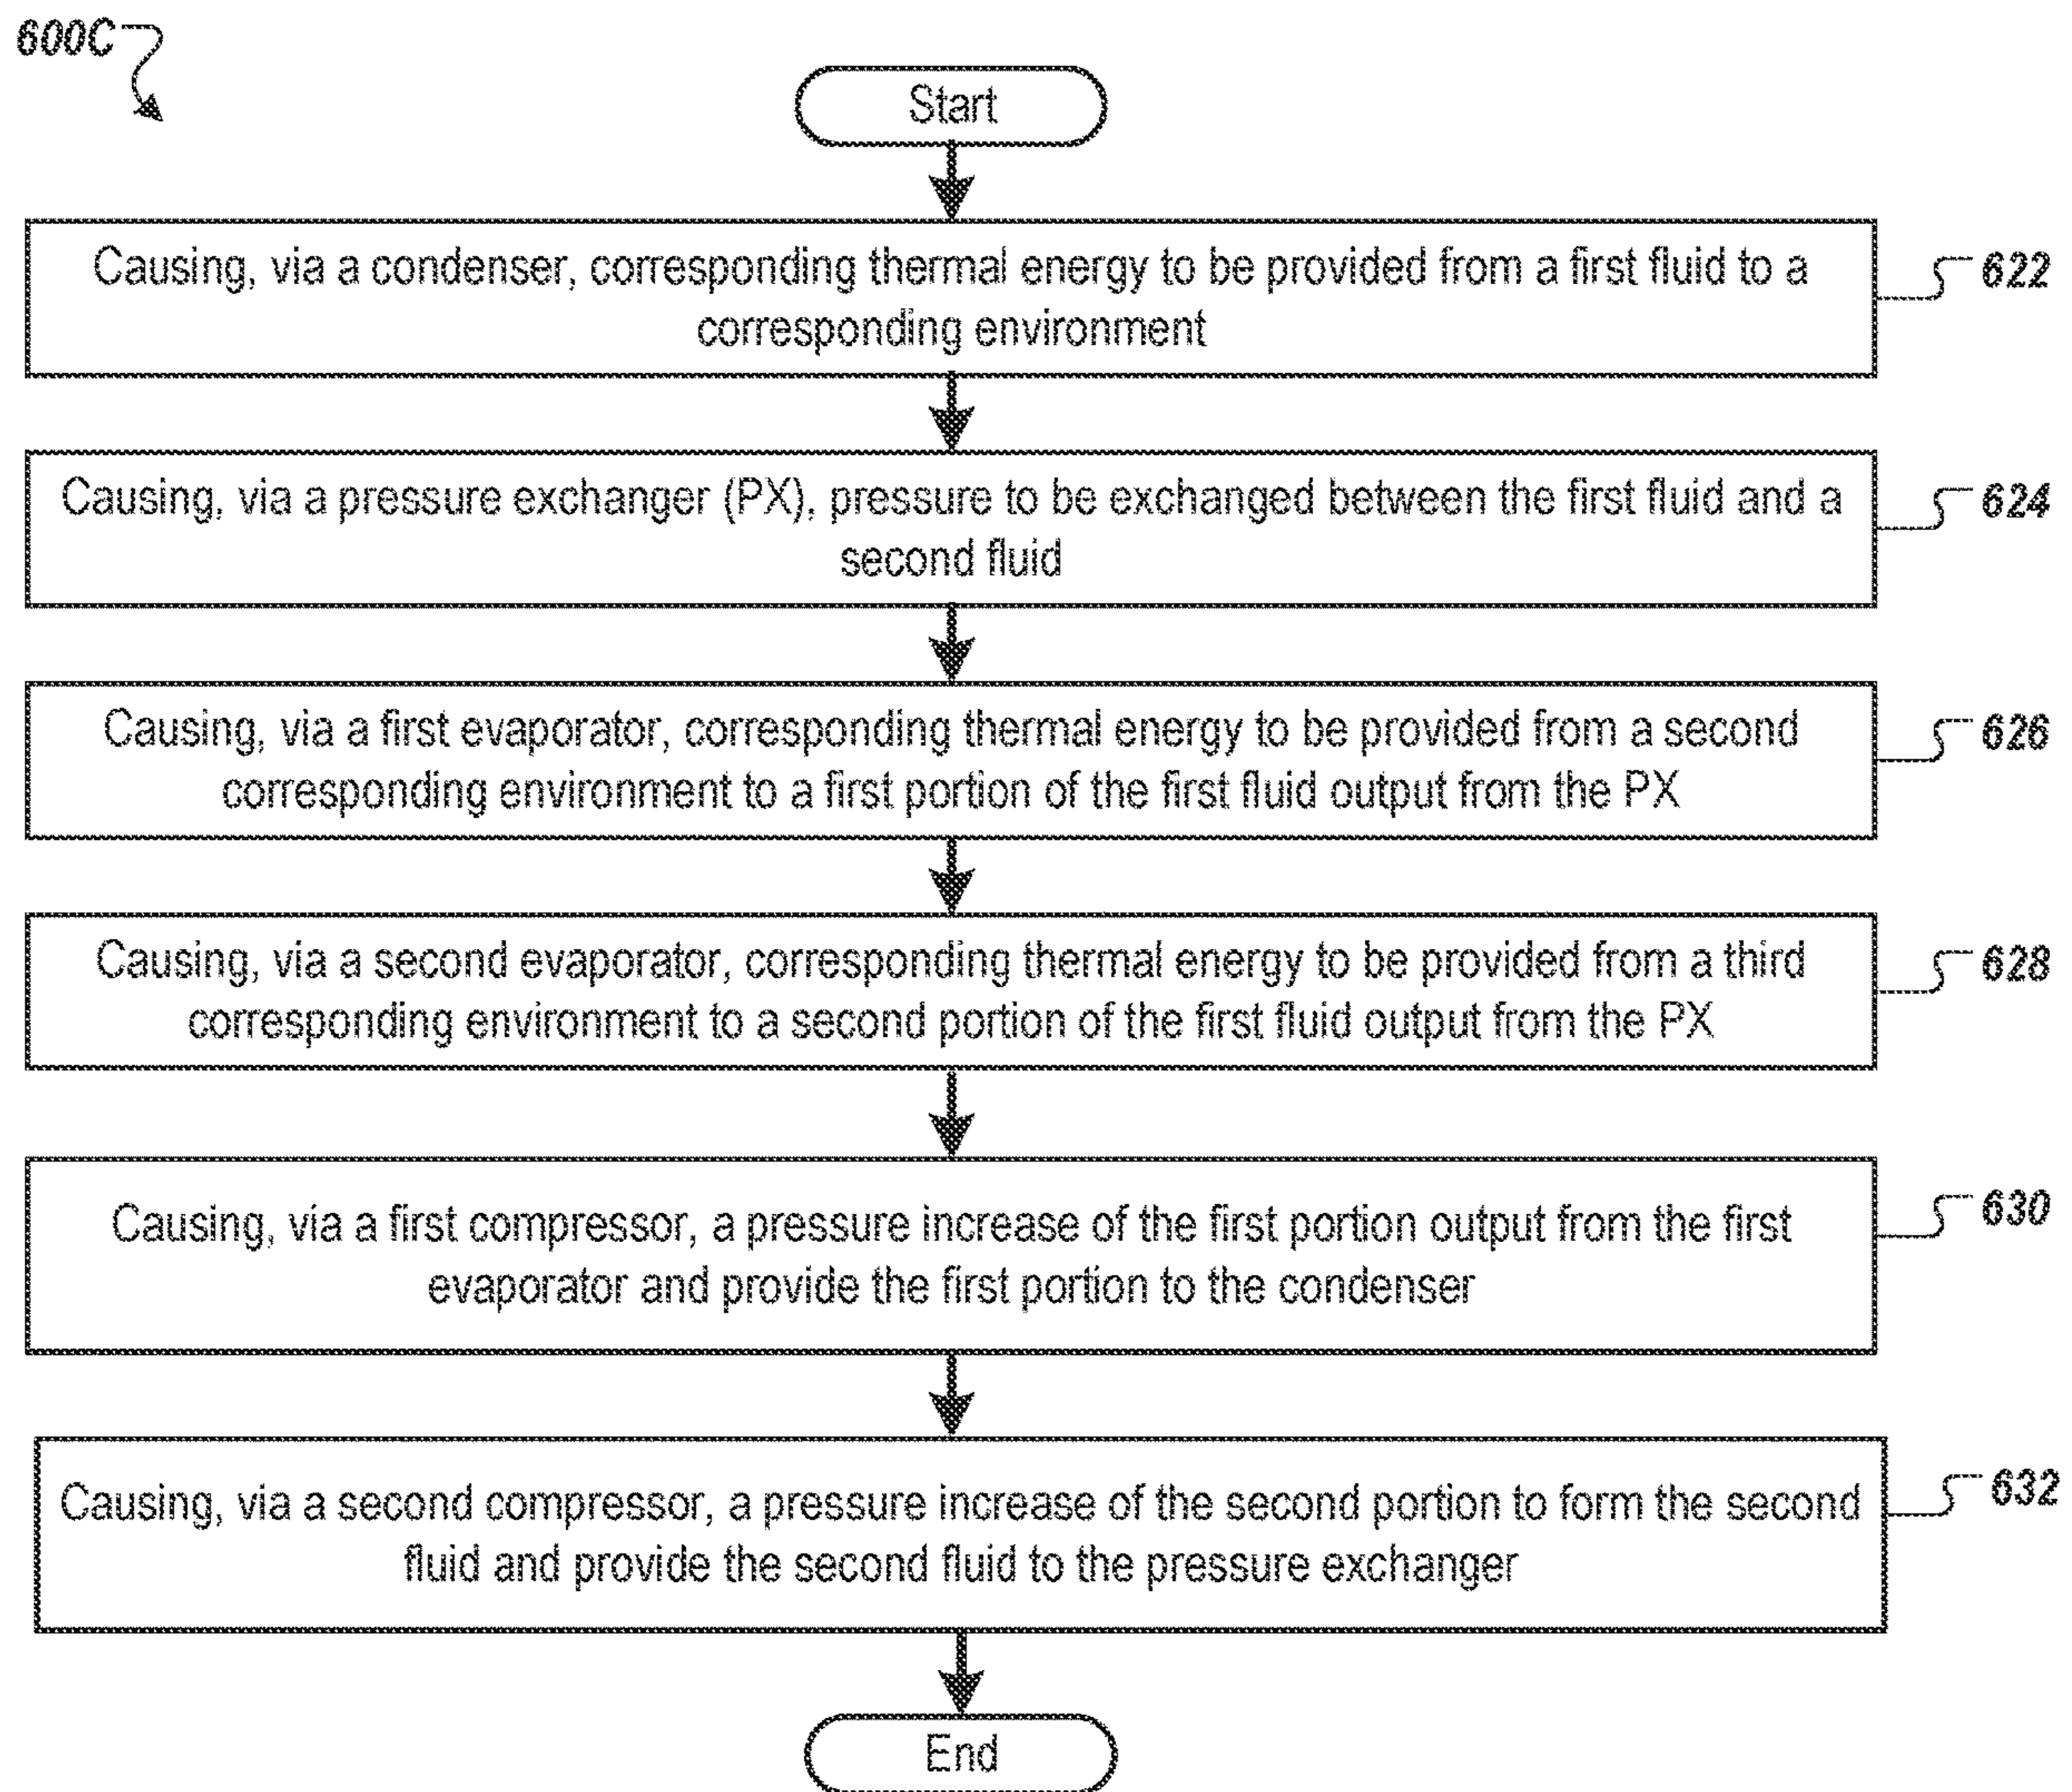 600C
Start
Causing, via a condenser, corresponding thermal energy to be provided from a first fluid to a
corresponding environment
622
Causing, via a pressure exchanger (PX), pressure to be exchanged between the first fluid and a
second fluid
624
Causing, via a first evaporator, corresponding thermal energy to be provided from a second
corresponding environment to a first portion of the first fluid output from the PX
626
Causing, via a second evaporator, corresponding thermal energy to be provided from a third
corresponding environment to a second portion of the first fluid output from the PX
628
Causing, via a first compressor, a pressure increase of the first portion output from the first
evaporator and provide the first portion to the condenser
630
Causing, via a second compressor, a pressure increase of the second portion to form the second
fluid and provide the second fluid to the pressure exchanger
632
End